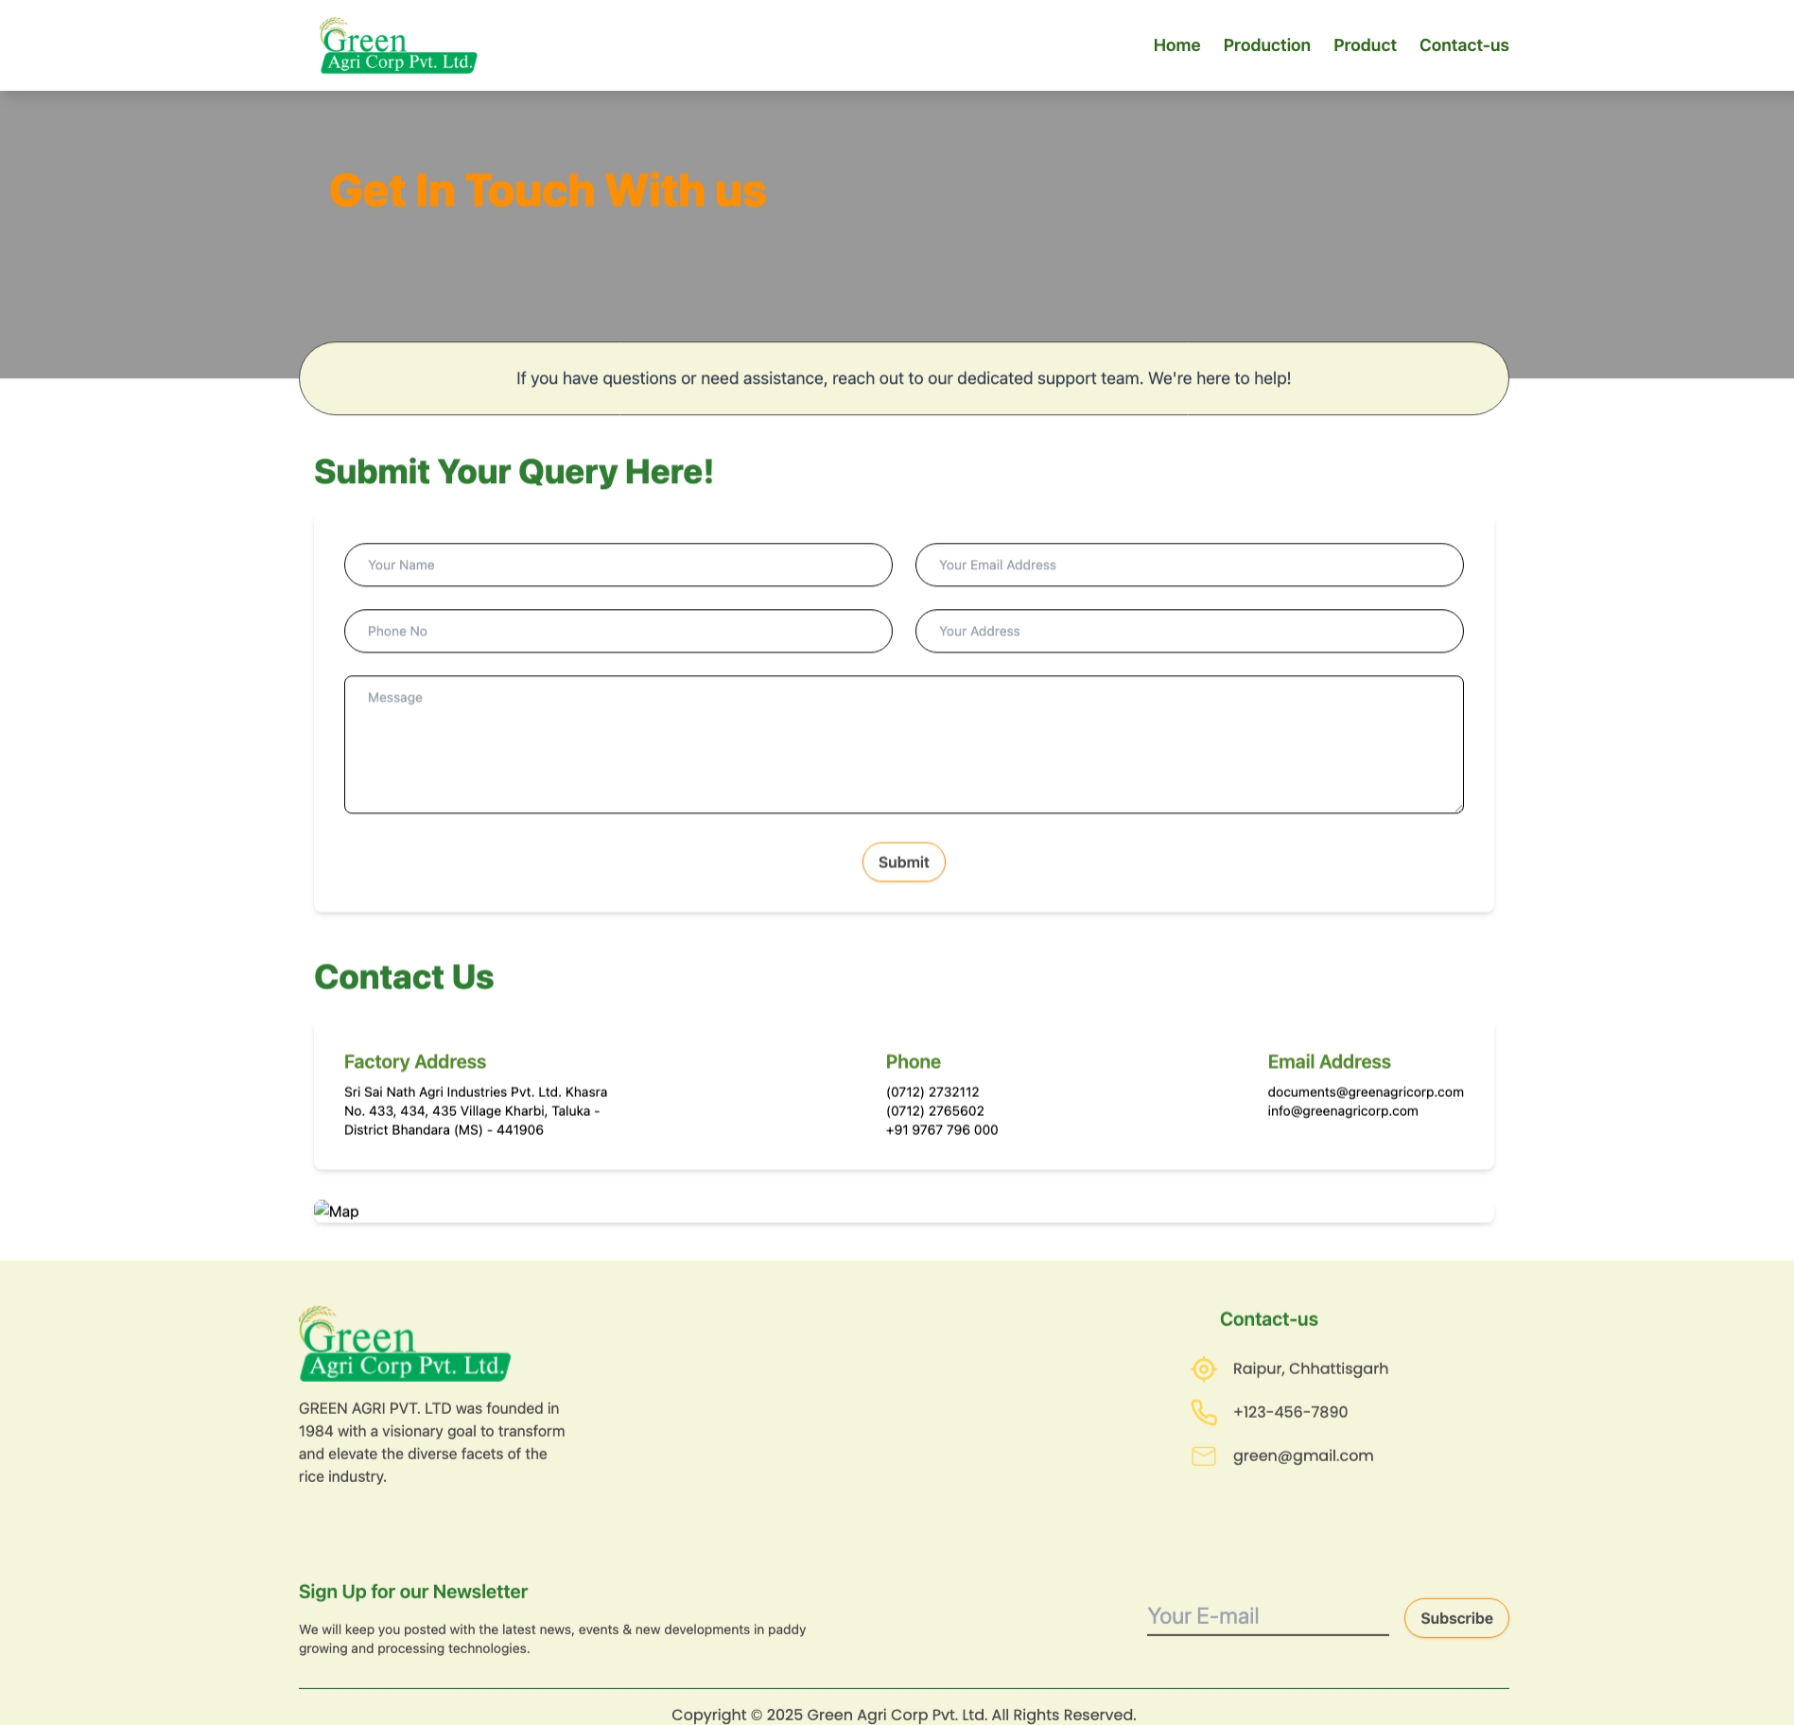 Green
Agri Corp Pvt. Ltd.
Home Production Product Contact-us
Get In Touch With us
If you have questions or need assistance, reach out to our dedicated support team. We're here to help!
Submit Your Query Here!
Your Name
Your Email Address
Phone No
Your Address
Message
Submit
Contact Us
Factory Address
Sri Sai Nath Agri Industries Pvt. Ltd. Khasra
No. 433, 434, 435 Village Kharbi, Taluka -
District Bhandara (MS) - 441906
Phone
(0712) 2732112
(0712) 2765602
+91 9767 796 000
Email Address
documents@greenagricorp.com
info@greenagricorp.com
Map
Green
Agri Corp Pvt. Ltd.
GREEN AGRI PVT. LTD was founded in
1984 with a visionary goal to transform
and elevate the diverse facets of the
rice industry.
Contact-us
Raipur, Chhattisgarh
+123-456-7890
green@gmail.com
Sign Up for our Newsletter
We will keep you posted with the latest news, events & new developments in paddy
growing and processing technologies.
Your E-mail
Subscribe
Copyright © 2025 Green Agri Corp Pvt. Ltd. All Rights Reserved.